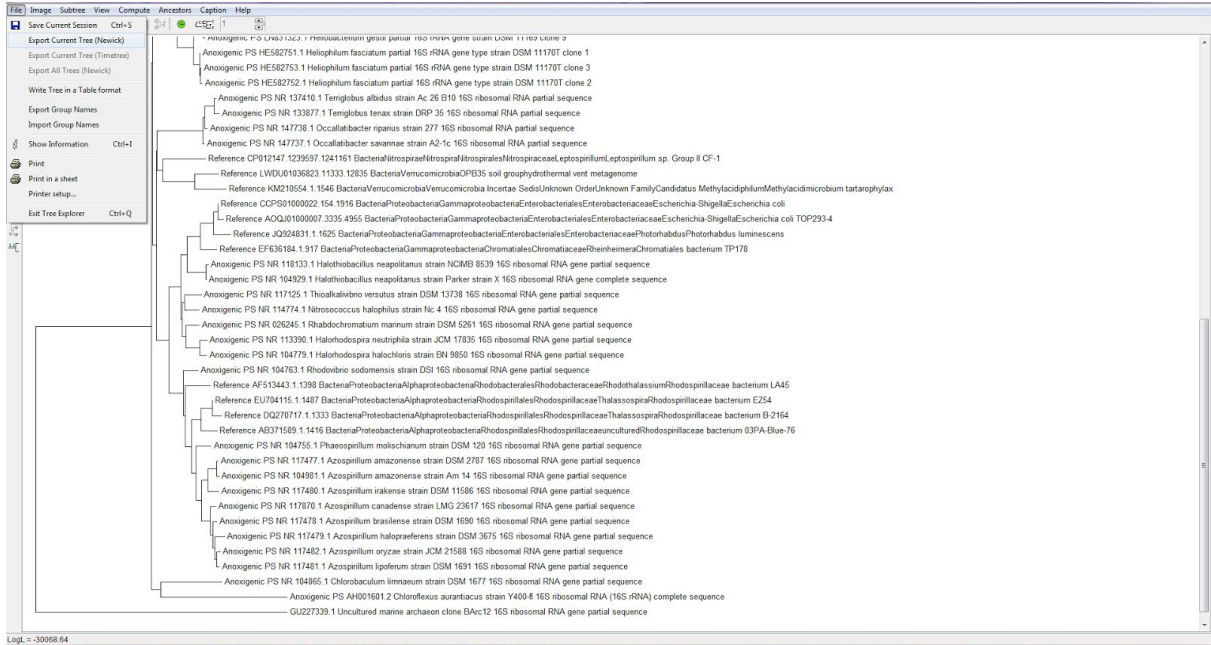 File Image Subtree View Compute Ancestors Caption Help
Save Current Session Ctrl+S
1
Export Current Tree (Newick)
Export Current Tree (Timetree)
Export All Trees (Newick)
Write Tree in a Table format
Export Group Names
Import Group Names
Show Information Ctrl+I
Print
Print in a sheet
Printer setup...
Exit Tree Explorer Ctrl+Q
Anoxigenic PS LN831323.1 Heliobacterium gestii partial 16S rRNA gene strain DSM 11169 clone 9
Anoxigenic PS HE582751.1 Heliophilum fasciatum partial 16S rRNA gene type strain DSM 11170T clone 1
Anoxigenic PS HE582753.1 Heliophilum fasciatum partial 16S rRNA gene type strain DSM 11170T clone 3
Anoxigenic PS HE582752.1 Heliophilum fasciatum partial 16S rRNA gene type strain DSM 11170T clone 2
Anoxigenic PS NR 137410.1 Terriglobus albidus strain Ac 26 B10 16S ribosomal RNA partial sequence
Anoxigenic PS NR 133877.1 Terriglobus tenax strain DRP 35 16S ribosomal RNA partial sequence
Anoxigenic PS NR 147738.1 Occallatibacter riparius strain 277 16S ribosomal RNA partial sequence
Anoxigenic PS NR 147737.1 Occallatibacter savannae strain A2-1c 16S ribosomal RNA partial sequence
Reference CP012147.1239597.1241161 BacteriaNitrospiraeNitrospiraNitrospiralesNitrospiraceaeLeptospirillumLeptospirillum sp. Group II CF-1
Reference LWDU01036823.11333.12835 BacteriaVerrucomicrobiaOPB35 soil grouphydrothermal vent metagenome
Reference KM210554.1.1546 BacteriaVerrucomicrobiaVerrucomicrobia Incertae SedisUnknown OrderUnknown FamilyCandidatus MethylacidiphilumMethylacidimicrobium tartarophylax
Reference CCPS01000022.154.1916 BacteriaProteobacteriaGammaproteobacteriaEnterobacterialesEnterobacteriaceaeEscherichia-ShigellaEscherichia coli
Reference AOQJ01000007.3335.4955 BacteriaProteobacteriaGammaproteobacteriaEnterobacterialesEnterobacteriaceaeEscherichia-ShigellaEscherichia coli TOP293-4
Reference JQ924831.1.1625 BacteriaProteobacteriaGammaproteobacteriaEnterobacterialesEnterobacteriaceaePhotorhabdusPhotorhabdus luminescens
Reference EF636184.1.917 BacteriaProteobacteriaGammaproteobacteriaChromatialesChromatiaceaeRheinheimeraChromatiales bacterium TP178
Anoxigenic PS NR 118133.1 Halothiobacillus neapolitanus strain NCIMB 8539 16S ribosomal RNA gene partial sequence
Anoxigenic PS NR 104929.1 Halothiobacillus neapolitanus strain Parker strain X 16S ribosomal RNA gene complete sequence
Anoxigenic PS NR 117125.1 Thioalkalivibrio versutus strain DSM 13738 16S ribosomal RNA gene partial sequence
Anoxigenic PS NR 114774.1 Nitrosococcus halophilus strain Nc 4 16S ribosomal RNA gene partial sequence
Anoxigenic PS NR 026245.1 Rhabdochromatium marinum strain DSM 5261 16S ribosomal RNA gene partial sequence
Anoxigenic PS NR 113390.1 Halorhodospira neutriphila strain JCM 17835 16S ribosomal RNA gene partial sequence
Anoxigenic PS NR 104779.1 Halorhodospira halochloris strain BN 9850 16S ribosomal RNA gene partial sequence
Anoxigenic PS NR 104763.1 Rhodovibrio sodomensis strain DSI 16S ribosomal RNA gene partial sequence
Reference AF513443.1.1398 BacteriaProteobacteriaAlphaproteobacteriaRhodobacteralesRhodobacteraceaeRhodothalassiumRhodospirillaceae bacterium LA45
Reference EU704115.1.1487 BacteriaProteobacteriaAlphaproteobacteriaRhodospirillalesRhodospirillaceaeThalassospiraRhodospirillaceae bacterium EZ54
Reference DQ270717.1.1333 BacteriaProteobacteriaAlphaproteobacteriaRhodospirillalesRhodospirillaceaeThalassospiraRhodospirillaceae bacterium B-2164
Reference AB371589.1.1416 BacteriaProteobacteriaAlphaproteobacteriaRhodospirillalesRhodospirillaceaeunculturedRhodospirillaceae bacterium 03PA-Blue-76
Anoxigenic PS NR 104755.1 Phaeospirillum molischianum strain DSM 120 16S ribosomal RNA gene partial sequence
Anoxigenic PS NR 117477.1 Azospirillum amazonense strain DSM 2787 16S ribosomal RNA gene partial sequence
Anoxigenic PS NR 104981.1 Azospirillum amazonense strain Am 14 16S ribosomal RNA gene partial sequence
Anoxigenic PS NR 117480.1 Azospirillum irakense strain DSM 11586 16S ribosomal RNA gene partial sequence
Anoxigenic PS NR 117870.1 Azospirillum canadense strain LMG 23617 16S ribosomal RNA gene partial sequence
Anoxigenic PS NR 117478.1 Azospirillum brasilense strain DSM 1690 16S ribosomal RNA gene partial sequence
Anoxigenic PS NR 117479.1 Azospirillum halopraeferens strain DSM 3675 16S ribosomal RNA gene partial sequence
Anoxigenic PS NR 117482.1 Azospirillum oryzae strain JCM 21588 16S ribosomal RNA gene partial sequence
Anoxigenic PS NR 117481.1 Azospirillum lipoferum strain DSM 1691 16S ribosomal RNA gene partial sequence
Anoxigenic PS NR 104865.1 Chlorobaculum limnaeum strain DSM 1677 16S ribosomal RNA gene partial sequence
Anoxigenic PS AH001601.2 Chloroflexus aurantiacus strain Y400-fl 16S ribosomal RNA (16S rRNA) complete sequence
GU227339.1 Uncultured marine archaeon clone BArc12 16S ribosomal RNA gene partial sequence
LogL = -30068.64